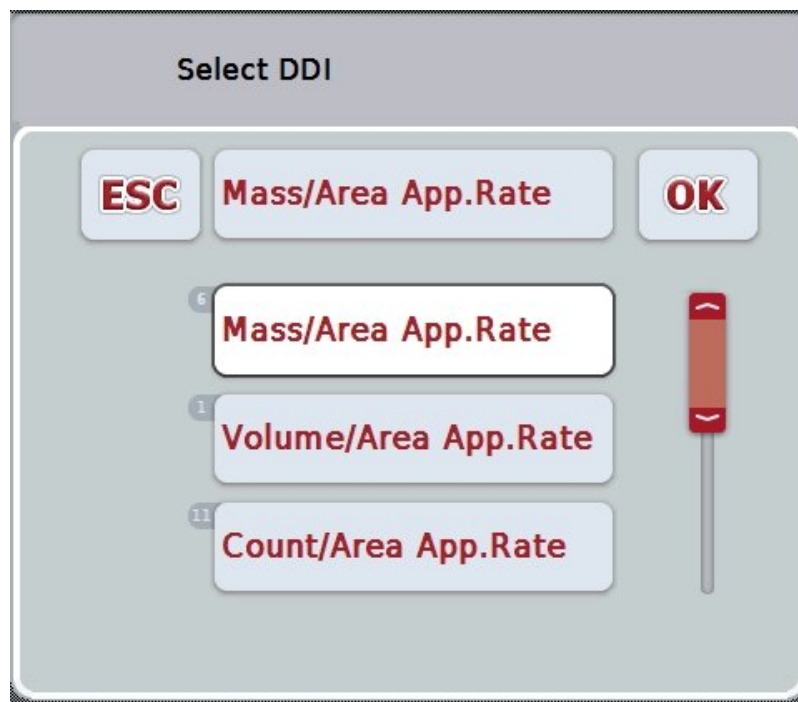 Select DDI
ESC
Mass/Area App.Rate
OK
6
Mass/Area App.Rate
1
Volume/Area App.Rate
11
Count/Area App.Rate